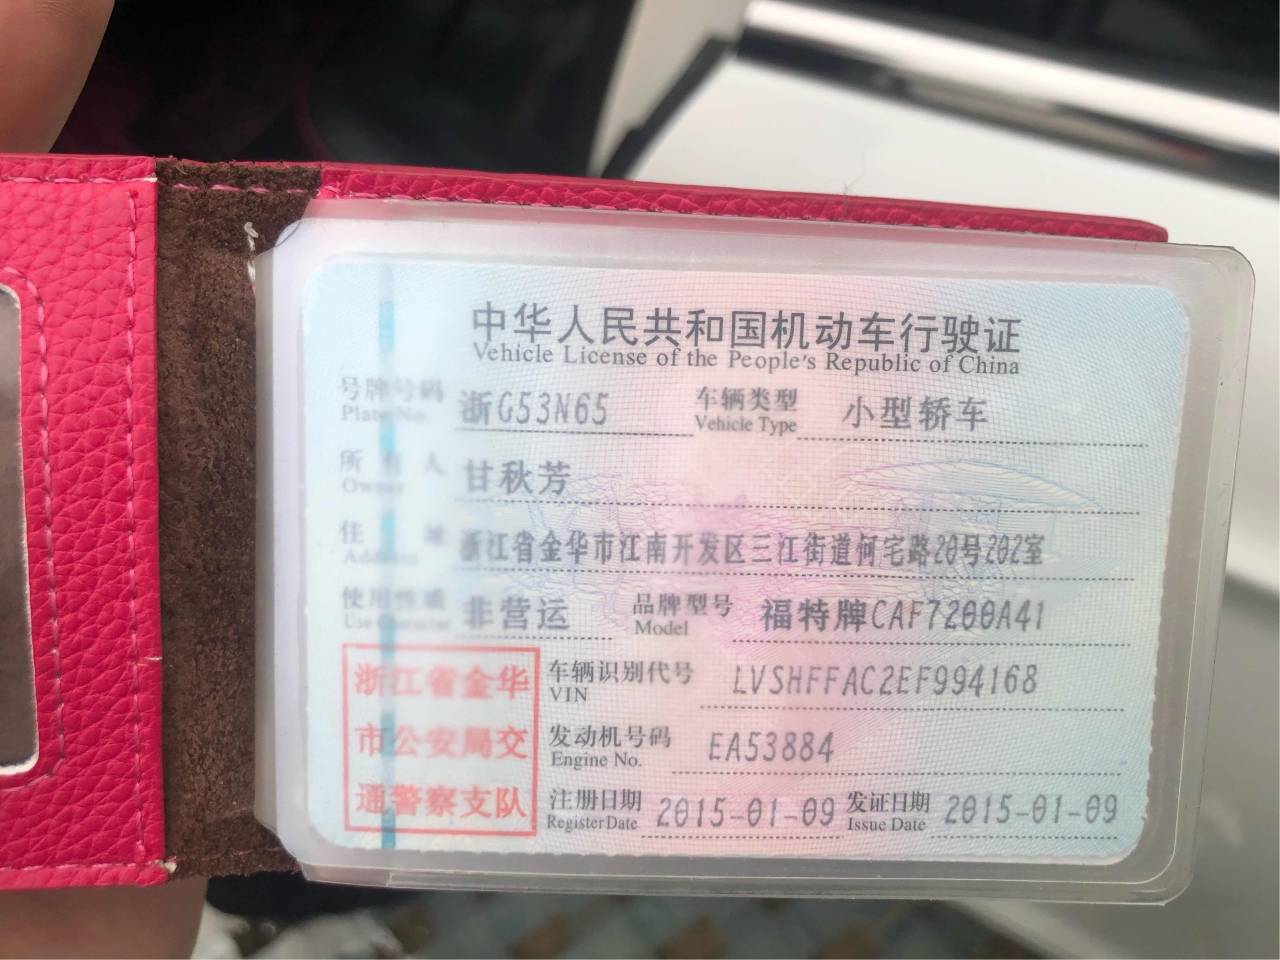 中华人民共和国机动车行驶证
Vehicle License of the People's Republic of China
号牌号码 浙G53N65 车辆类型 小型轿车
Plate No. Vehicle Type
所有人 甘秋芳
Owner
住址 浙江省金华市江南开发区三江街道何宅路20号202室
Address
使用性质 非营运 品牌型号 福特牌CAF7200A41
Use Character Model
浙江省金华 车辆识别代号 LVSHFFAC2EF994168
VIN
市公安局交 发动机号码 EA53884
Engine No.
通警察支队 注册日期 2015-01-09 发证日期 2015-01-09
Register Date Issue Date